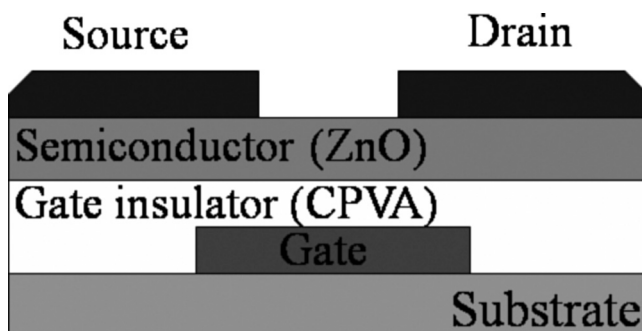 Source Drain
Semiconductor (ZnO)
Gate insulator (CPVA)
Gate
Substrate